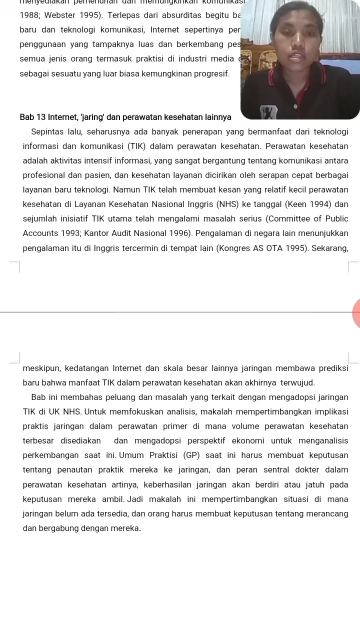 menyediakan pemenuhan dan memungkinkan komunikasi
1988; Webster 1995). Terlepas dari absurditas begitu ba
baru dan teknologi komunikasi, Internet sepertinya per
penggunaan yang tampaknya luas dan berkembang pes
semua jenis orang termasuk praktisi di industri media
sebagai sesuatu yang luar biasa kemungkinan progresif.
Bab 13 Internet, 'jaring' dan perawatan kesehatan lainnya
Sepintas lalu, seharusnya ada banyak penerapan yang bermanfaat dari teknologi
informasi dan komunikasi (TIK) dalam perawatan kesehatan. Perawatan kesehatan
adalah aktivitas intensif informasi, yang sangat bergantung tentang komunikasi antara
profesional dan pasien, dan kesehatan layanan dicirikan oleh serapan cepat berbagai
layanan baru teknologi. Namun TIK telah membuat kesan yang relatif kecil perawatan
kesehatan di Layanan Kesehatan Nasional Inggris (NHS) ke tanggal (Keen 1994) dan
sejumlah inisiatif TIK utama telah mengalami masalah serius (Committee of Public
Accounts 1993; Kantor Audit Nasional 1996). Pengalaman di negara lain menunjukkan
pengalaman itu di Inggris tercermin di tempat lain (Kongres AS OTA 1995). Sekarang,
meskipun, kedatangan Internet dan skala besar lainnya jaringan membawa prediksi
baru bahwa manfaat TIK dalam perawatan kesehatan akan akhirnya terwujud.
Bab ini membahas peluang dan masalah yang terkait dengan mengadopsi jaringan
TIK di UK NHS. Untuk memfokuskan analisis, makalah mempertimbangkan implikasi
praktis jaringan dalam perawatan primer di mana volume perawatan kesehatan
terbesar disediakan dan mengadopsi perspektif ekonomi untuk menganalisis
perkembangan saat ini. Umum Praktisi (GP) saat ini harus membuat keputusan
tentang penautan praktik mereka ke jaringan, dan peran sentral dokter dalam
perawatan kesehatan artinya, keberhasilan jaringan akan berdiri atau jatuh pada
keputusan mereka ambil. Jadi makalah ini mempertimbangkan situasi di mana
jaringan belum ada tersedia, dan orang harus membuat keputusan tentang merancang
dan bergabung dengan mereka.